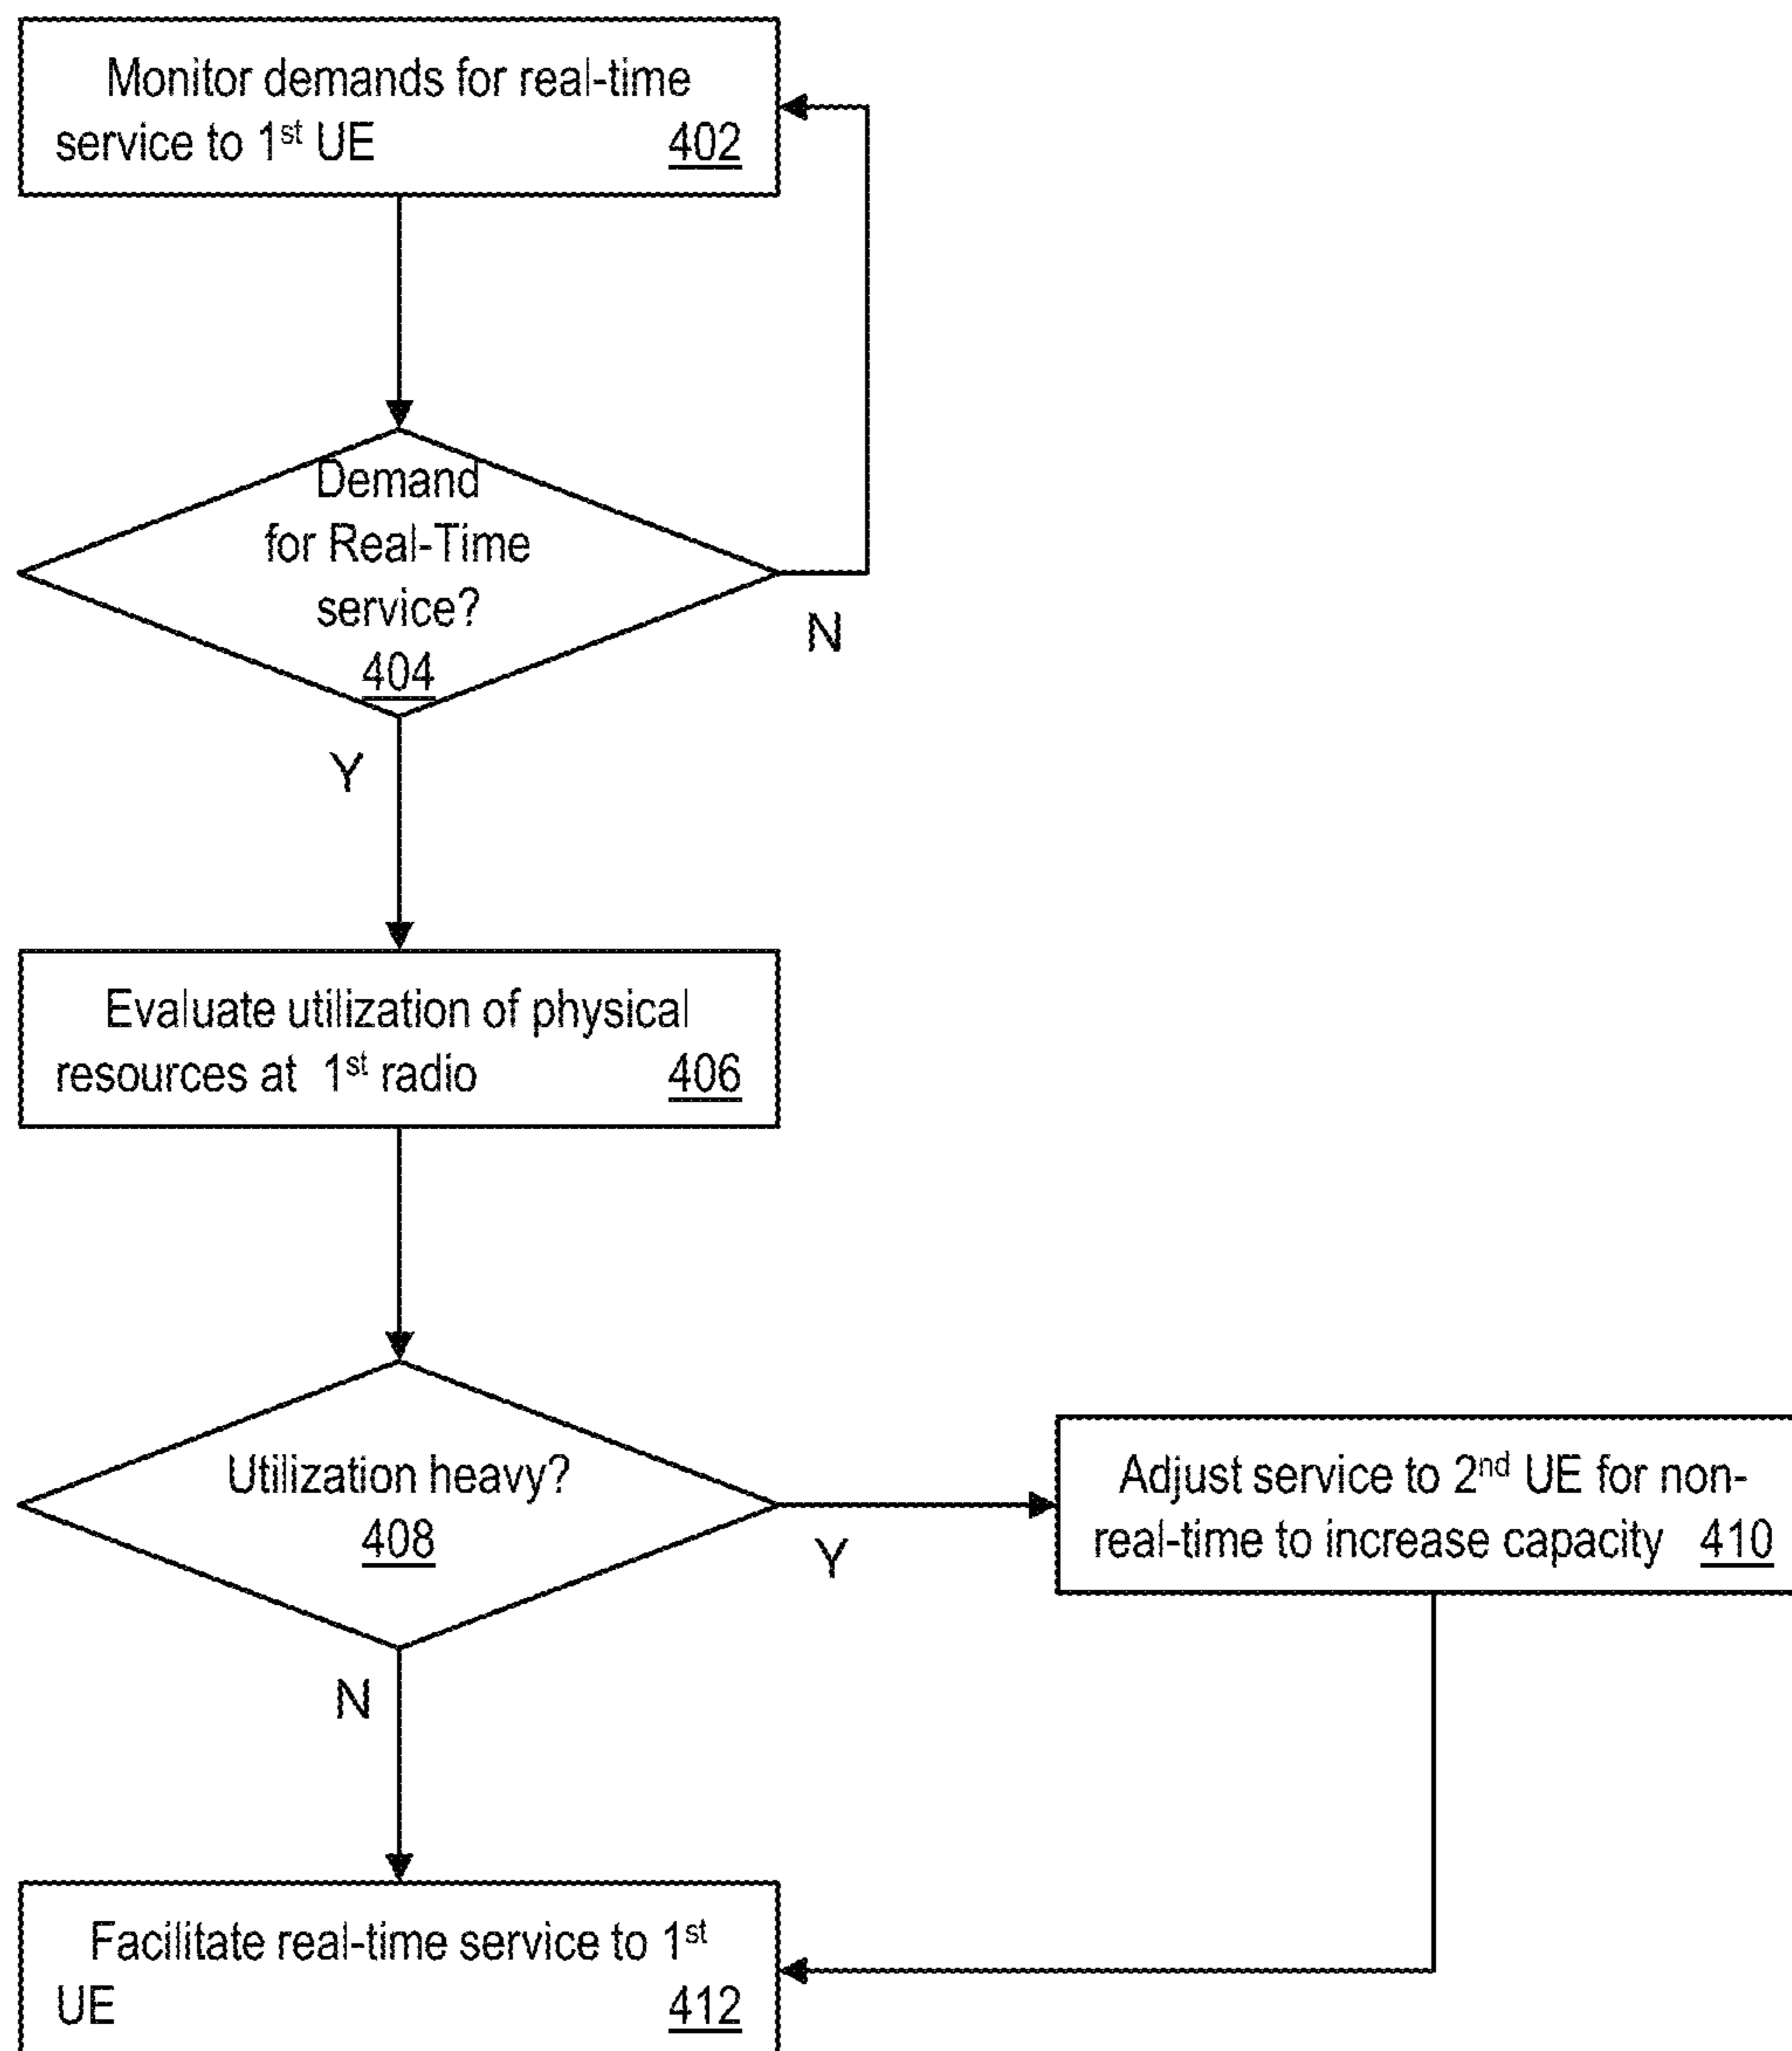 Monitor demands for real-time
service to 1st UE 402
Demand
for Real-Time
service?
404
N
Y
Evaluate utilization of physical
resources at 1st radio 406
Utilization heavy?
408
Y
Adjust service to 2nd UE for non-
real-time to increase capacity 410
N
Facilitate real-time service to 1st
UE 412